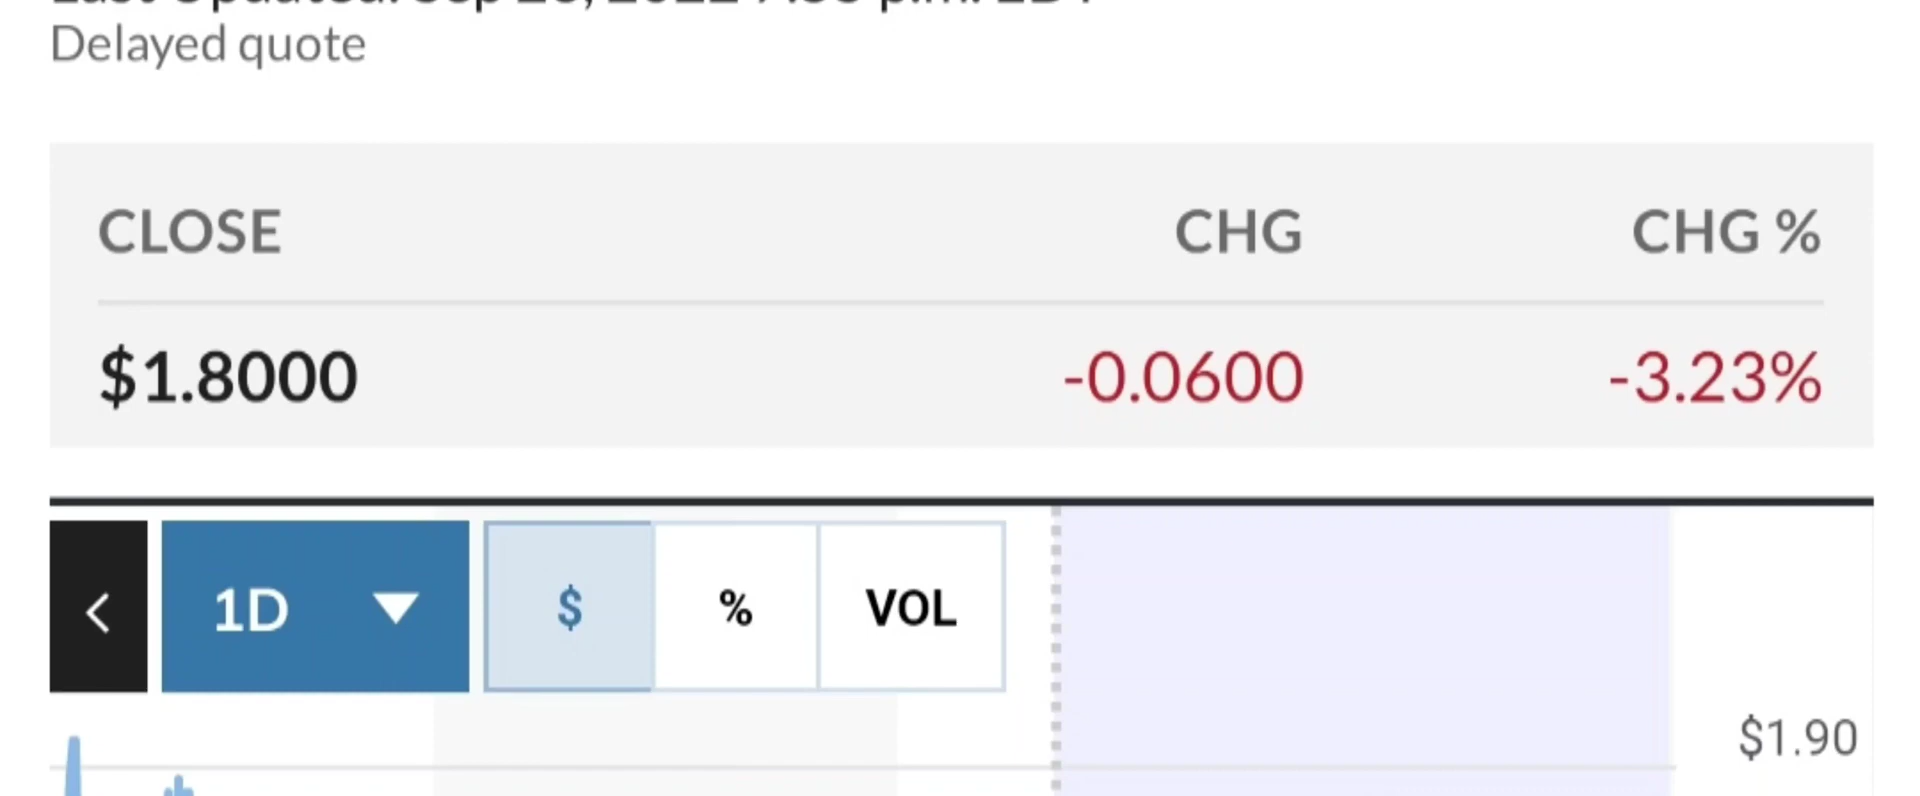 Delayed quote
CLOSE CHG CHG %
$1.8000 -0.0600 -3.23%
1D $ % VOL
$1.90